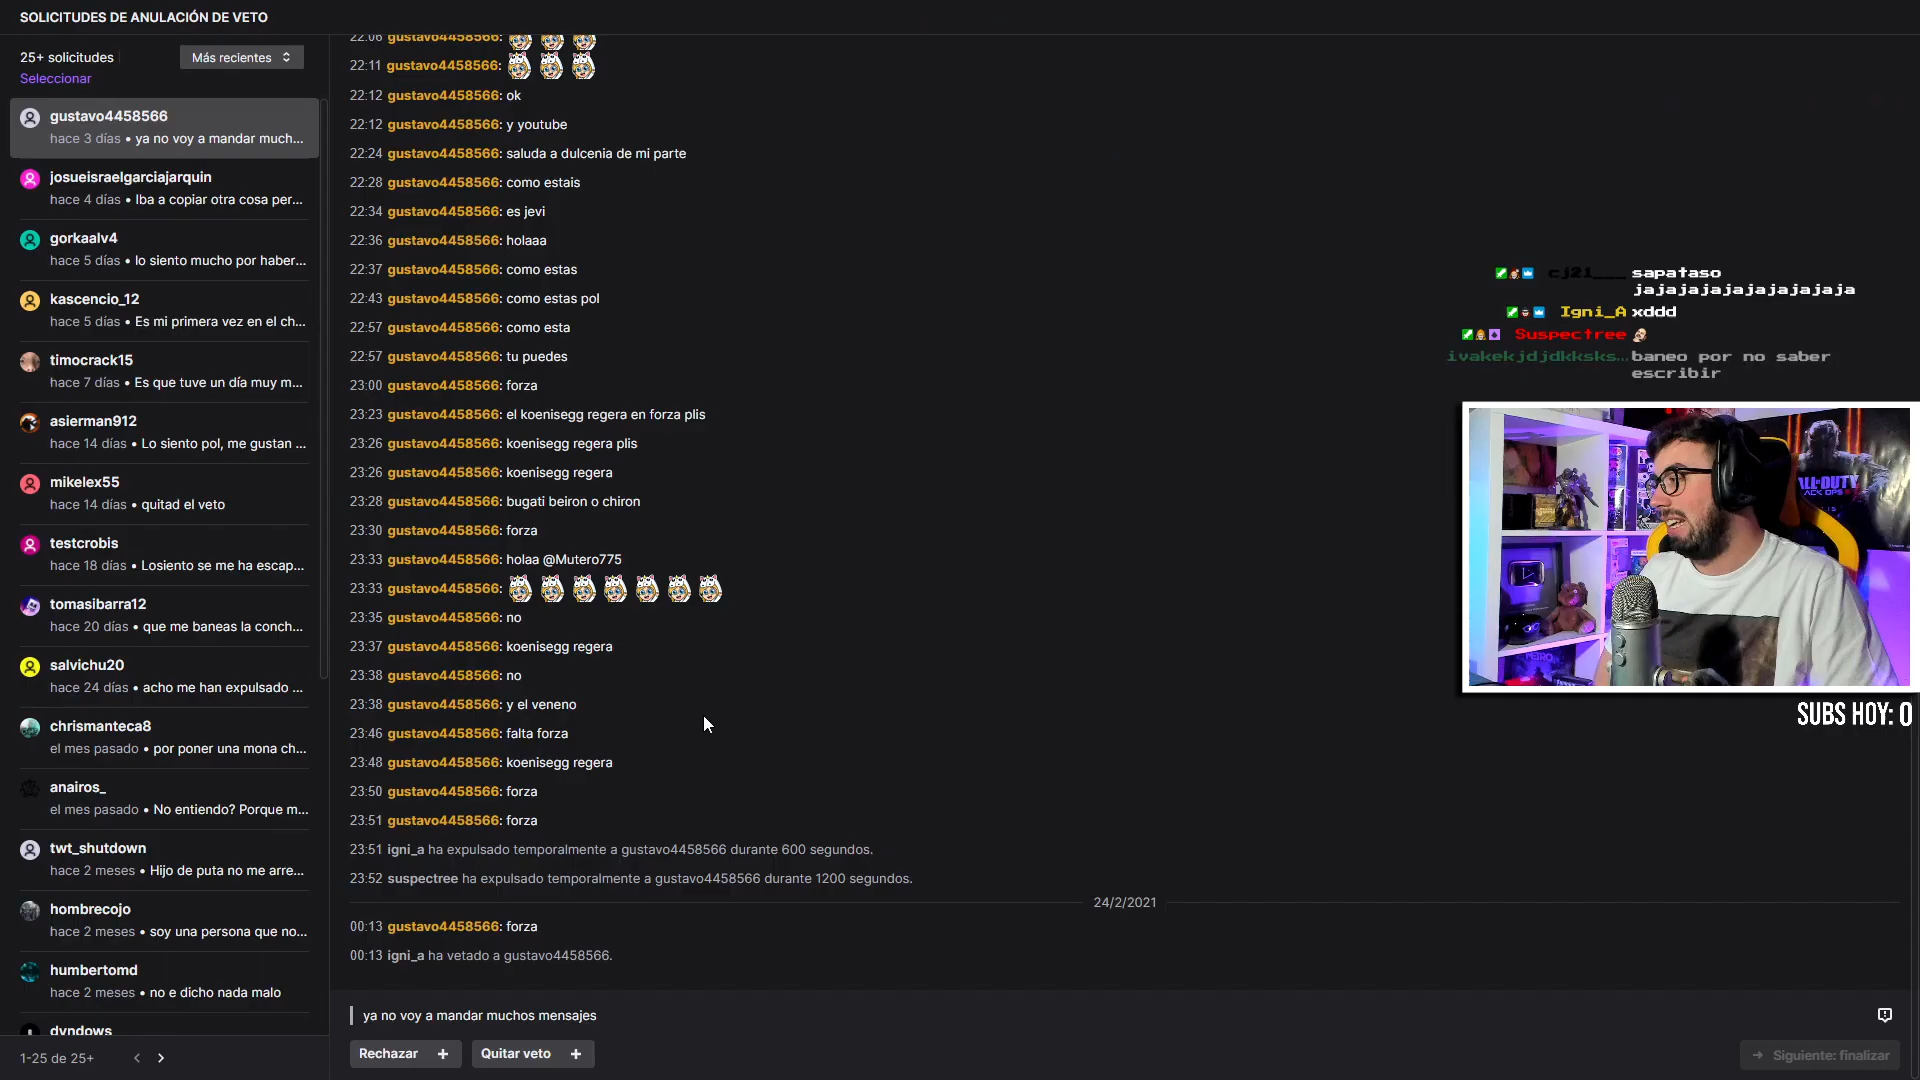 SOLICITUDES DE ANULACIÓN DE VETO
25+ solicitudes
Más recientes
Seleccionar
gustavo4458566
hace 3 días • ya no voy a mandar much...
josueisraelgarciajarquin
hace 4 días • Iba a copiar otra cosa per...
gorkaalv4
hace 5 días • lo siento mucho por haber...
kascencio_12
hace 5 días • Es mi primera vez en el ch...
timocrack15
hace 7 días • Es que tuve un día muy m...
asierman912
hace 14 días • Lo siento pol, me gustan ...
mikelex55
hace 14 días • quitad el veto
testcrobis
hace 18 días • Losiento se me ha escap...
tomasibarra12
hace 20 días • que me baneas la conch...
salvichu20
hace 24 días • acho me han expulsado ...
chrismanteca8
el mes pasado • por poner una mona ch...
anairos_
el mes pasado • No entiendo? Porque m...
twt_shutdown
hace 2 meses • Hijo de puta no me arre...
hombrecojo
hace 2 meses • soy una persona que no...
humbertomd
hace 2 meses • no e dicho nada malo
dvndows
1-25 de 25+
22:06 gustavo4458566:
22:11 gustavo4458566:
22:12 gustavo4458566: ok
22:12 gustavo4458566: y youtube
22:24 gustavo4458566: saluda a dulcenia de mi parte
22:28 gustavo4458566: como estais
22:34 gustavo4458566: es jevi
22:36 gustavo4458566: holaaa
22:37 gustavo4458566: como estas
22:43 gustavo4458566: como estas pol
22:57 gustavo4458566: como esta
22:57 gustavo4458566: tu puedes
23:00 gustavo4458566: forza
23:23 gustavo4458566: el koenisegg regera en forza plis
23:26 gustavo4458566: koenisegg regera plis
23:26 gustavo4458566: koenisegg regera
23:28 gustavo4458566: bugati beiron o chiron
23:30 gustavo4458566: forza
23:33 gustavo4458566: holaa @Mutero775
23:33 gustavo4458566:
23:35 gustavo4458566: no
23:37 gustavo4458566: koenisegg regera
23:38 gustavo4458566: no
23:38 gustavo4458566: y el veneno
23:46 gustavo4458566: falta forza
23:48 gustavo4458566: koenisegg regera
23:50 gustavo4458566: forza
23:51 gustavo4458566: forza
23:51 igni_a ha expulsado temporalmente a gustavo4458566 durante 600 segundos.
23:52 suspectree ha expulsado temporalmente a gustavo4458566 durante 1200 segundos.
24/2/2021
00:13 gustavo4458566: forza
00:13 igni_a ha vetado a gustavo4458566.
ya no voy a mandar muchos mensajes
Rechazar +
Quitar veto +
Siguiente: finalizar
cj21___ sapataso
jajajajajajajajajaja
Igni_A xddd
Suspectree
ivakekjdjdkksks... baneo por no saber
escribir
ALL·DUTY
ACK OPS
SUBS HOY: 0